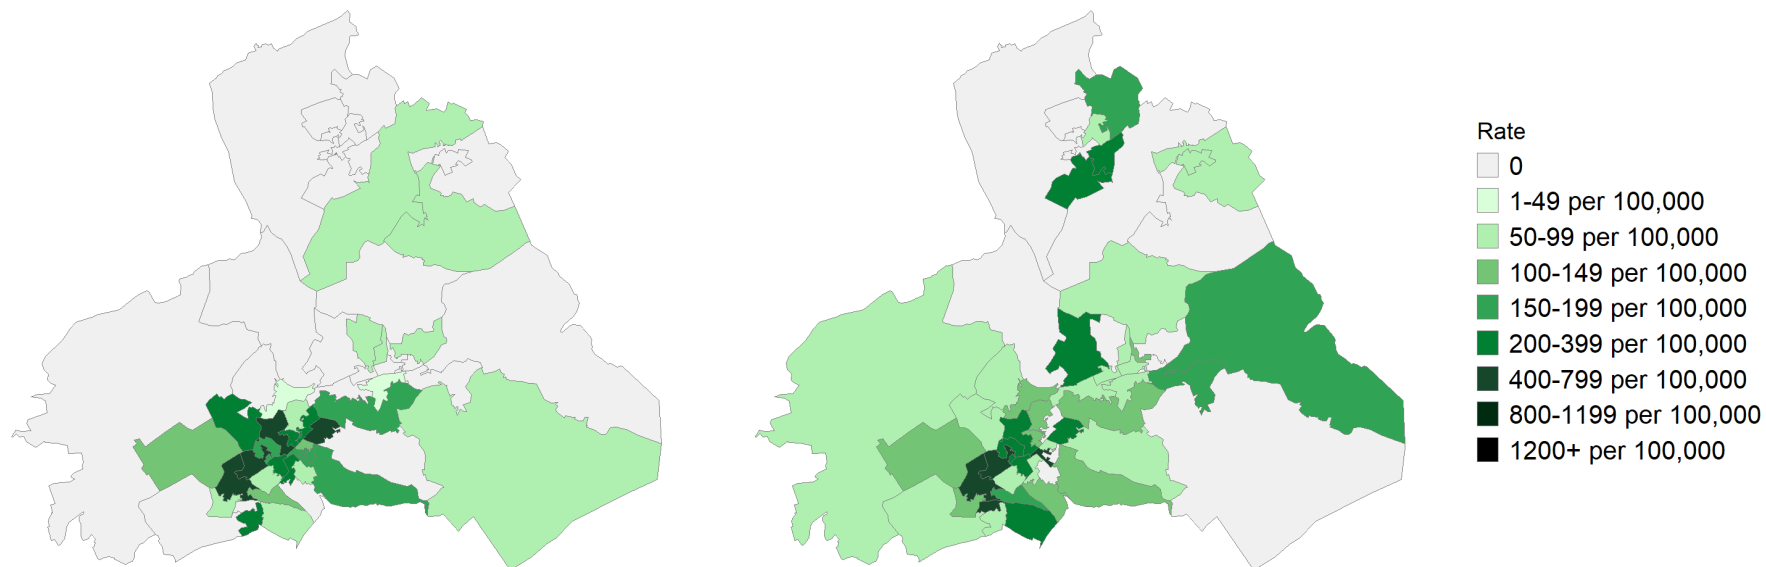 Rate
0
1-49 per 100,000
50-99 per 100,000
100-149 per 100,000
150-199 per 100,000
200-399 per 100,000
400-799 per 100,000
800-1199 per 100,000
1200+ per 100,000